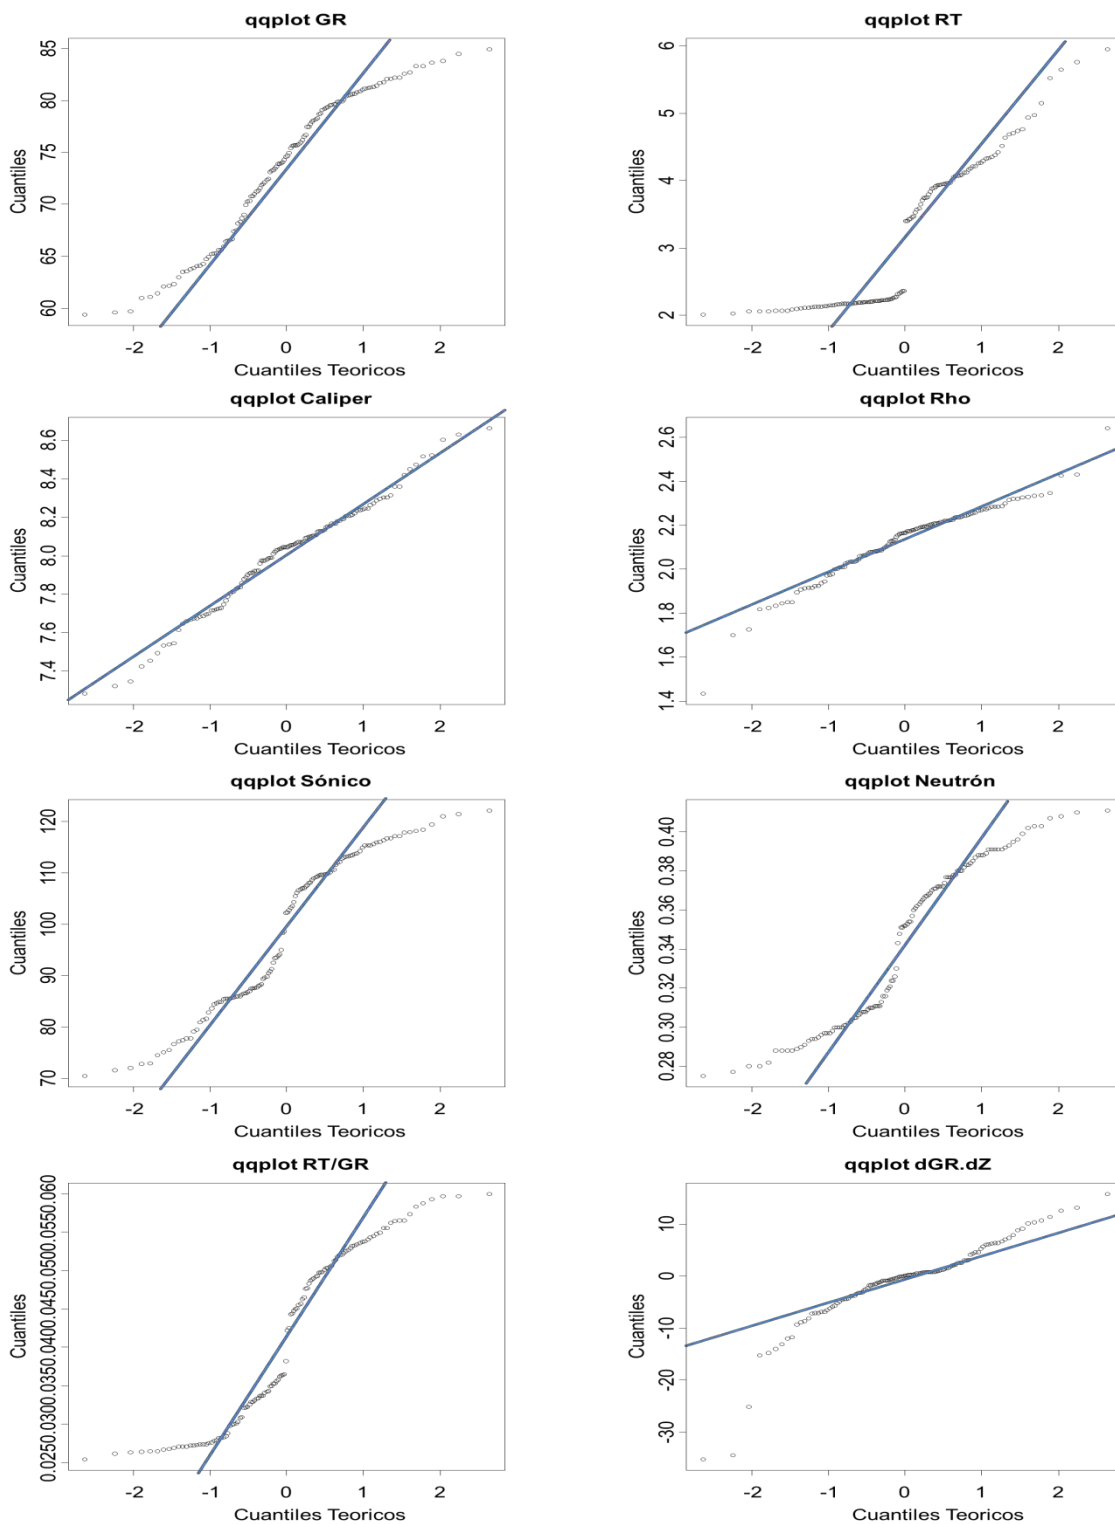 qqplot GR
85
80
75
70
65
60
Cuantiles
-2 -1 0 1 2
Cuantiles Teoricos
qqplot RT
6
5
4
3
2
Cuantiles
-2 -1 0 1 2
Cuantiles Teoricos
qqplot Caliper
8.6
8.4
8.2
8.0
7.8
7.6
7.4
Cuantiles
-2 -1 0 1 2
Cuantiles Teoricos
qqplot Rho
2.6
2.4
2.2
2.0
1.8
1.6
1.4
Cuantiles
-2 -1 0 1 2
Cuantiles Teoricos
qqplot Sónico
120
110
100
90
80
70
Cuantiles
-2 -1 0 1 2
Cuantiles Teoricos
qqplot Neutrón
0.40
0.38
0.36
0.34
0.32
0.30
0.28
Cuantiles
-2 -1 0 1 2
Cuantiles Teoricos
qqplot RT/GR
0.0250.0300.0350.0400.0450.0500.0550.060
Cuantiles
-2 -1 0 1 2
Cuantiles Teoricos
qqplot dGR.dZ
10
0
-10
-20
-30
Cuantiles
-2 -1 0 1 2
Cuantiles Teoricos